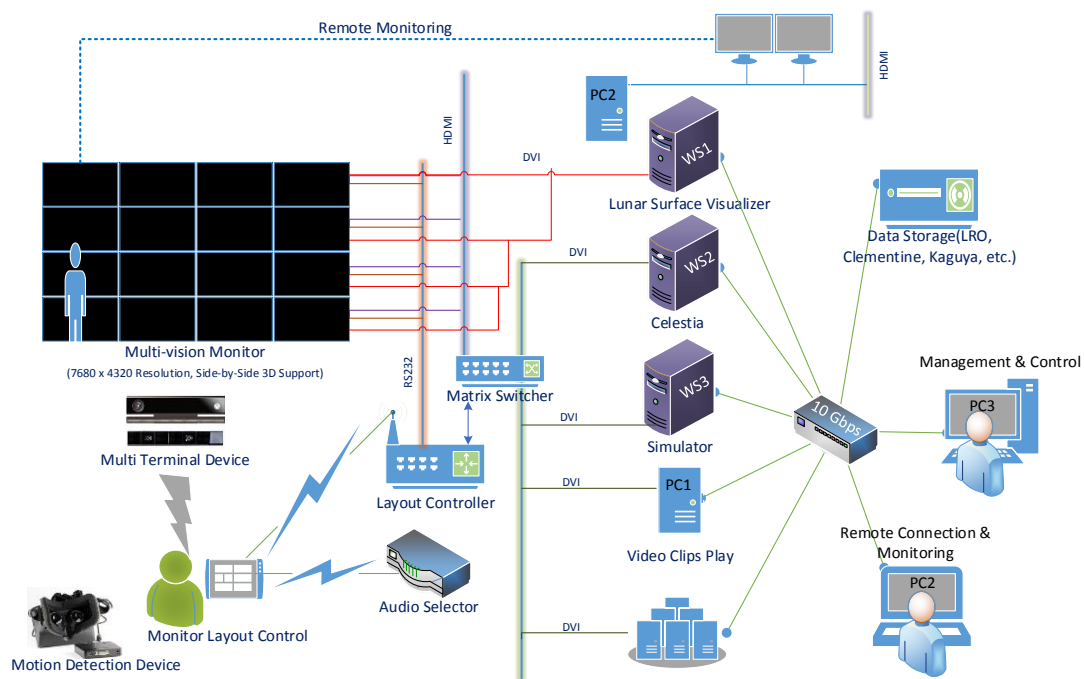 Remote Monitoring
HDMI
PC2
HDMI
DVI
WS1
Lunar Surface Visualizer
Data Storage(LRO,
Clementine, Kaguya, etc.)
DVI
WS2
Celestia
Multi-vision Monitor
(7680 x 4320 Resolution, Side-by-Side 3D Support)
RS232
Matrix Switcher
DVI
WS3
Simulator
10 Gbps
Management & Control
PC3
Multi Terminal Device
Layout Controller
DVI
PC1
Video Clips Play
Remote Connection &
Monitoring
PC2
Audio Selector
Monitor Layout Control
Motion Detection Device
DVI